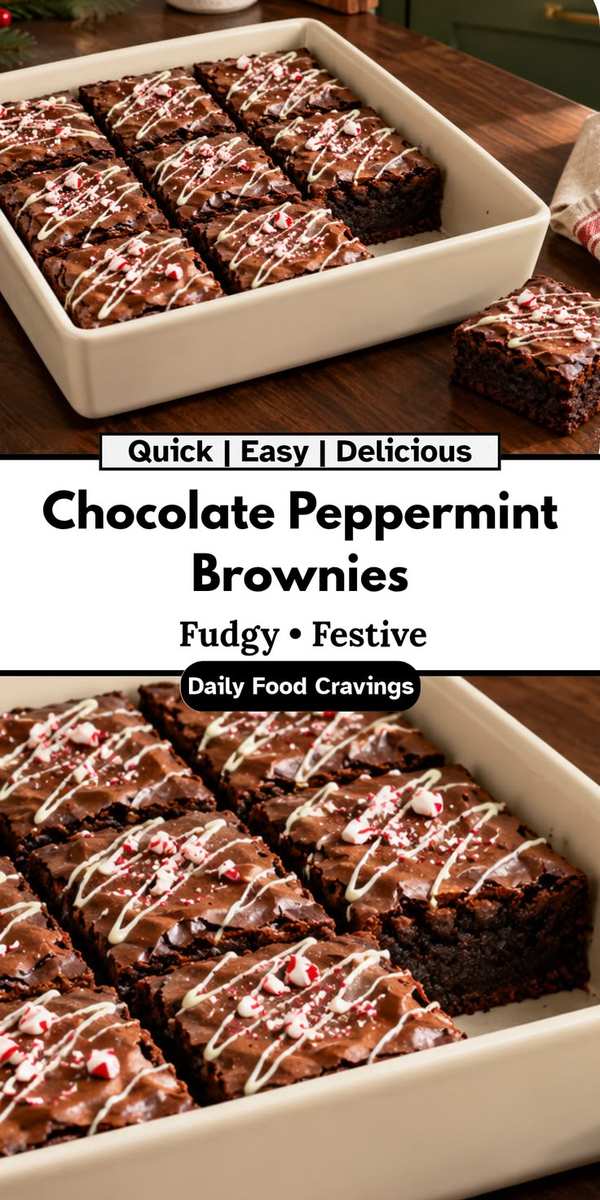 Quick | Easy | Delicious
Chocolate Peppermint
Brownies
Fudgy • Festive
Daily Food Cravings